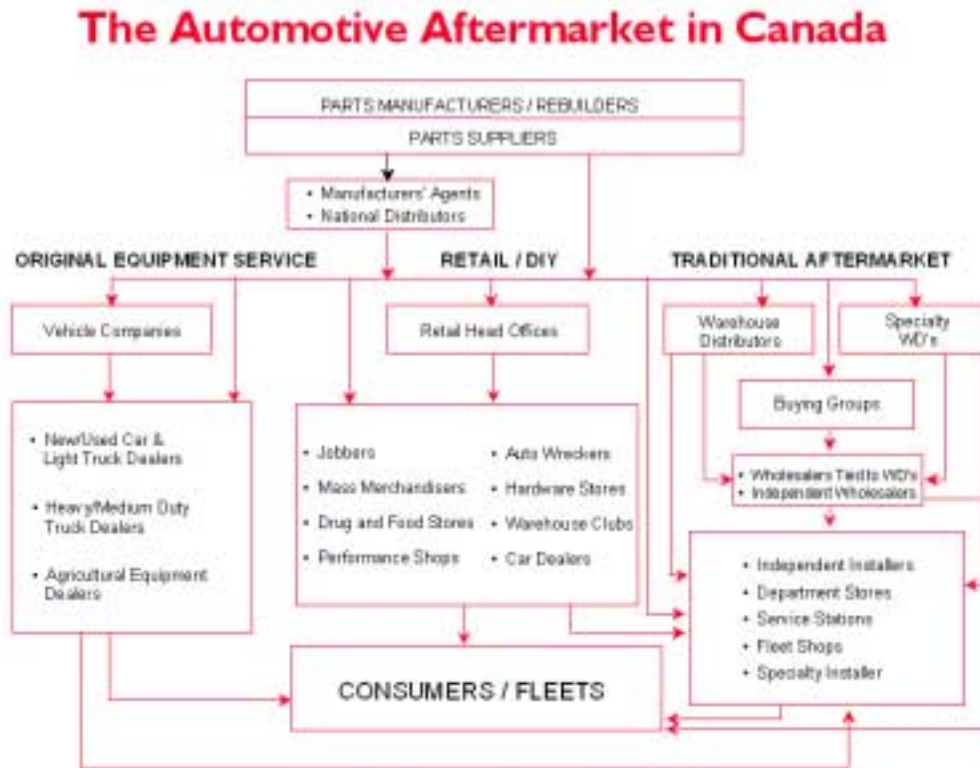 The Automotive Aftermarket in Canada
PARTS MANUFACTURERS / REBUILDERS
PARTS SUPPLIERS
• Manufacturers' Agents
• National Distributors
ORIGINAL EQUIPMENT SERVICE
RETAIL / DIY
TRADITIONAL AFTERMARKET
Vehicle Companies
Retail Head Offices
Warehouse
Distributors
Specialty
WD's
Buying Groups
• New/Used Car &
Light Truck Dealers
• Heavy/Medium Duty
Truck Dealers
• Agricultural Equipment
Dealers
• Jobbers
• Mass Merchandisers
• Drug and Food Stores
• Performance Shops
• Auto Wreckers
• Hardware Stores
• Warehouse Clubs
• Car Dealers
• Wholesalers Tied to WD's
• Independent Wholesalers
• Independent Installers
• Department Stores
• Service Stations
• Fleet Shops
• Specialty Installer
CONSUMERS / FLEETS